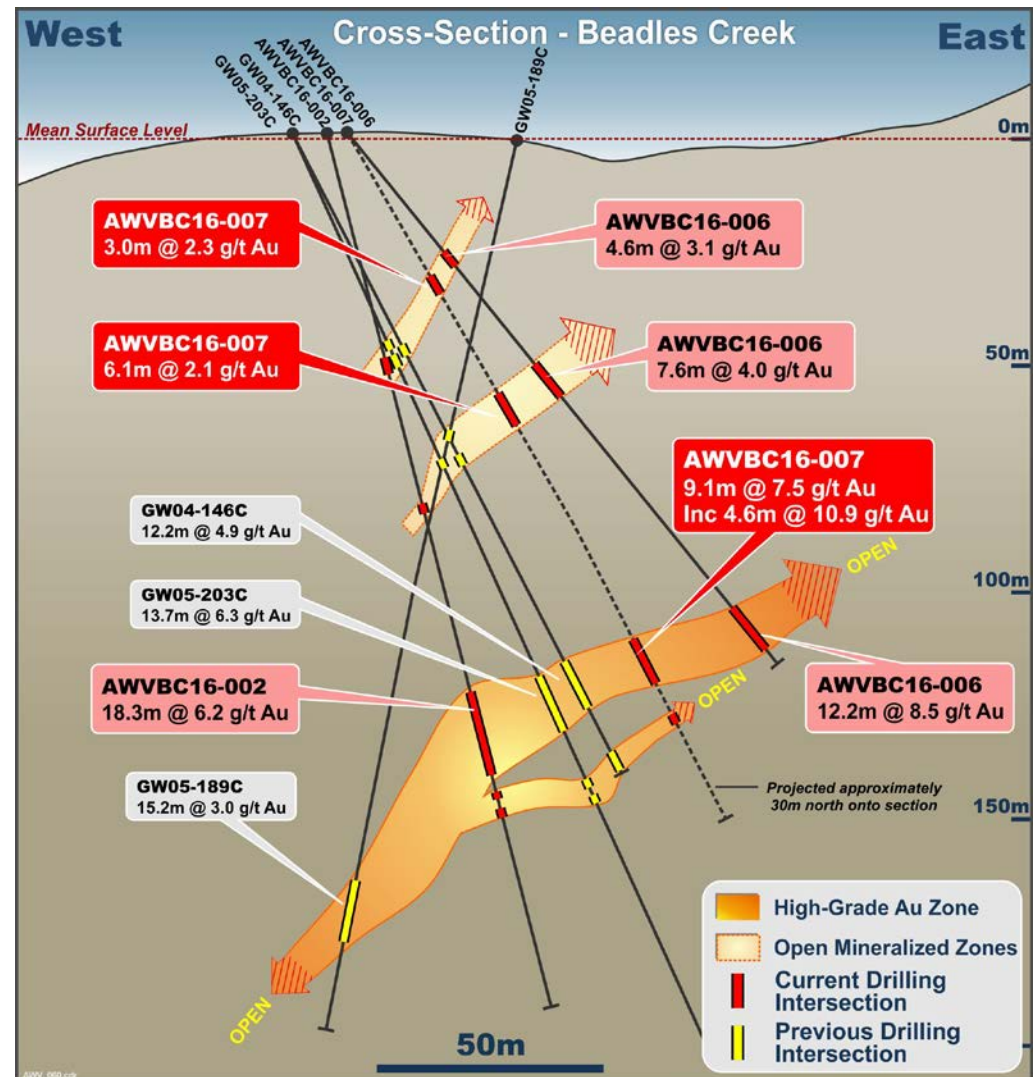 West
Cross-Section - Beadles Creek
East
GW05-203C
GW04-146C
AWVBC16-002
AWVBC16-007
AWVBC16-006
GW05-189C
Mean Surface Level
0m
AWVBC16-007
3.0m @ 2.3 g/t Au
AWVBC16-006
4.6m @ 3.1 g/t Au
AWVBC16-007
6.1m @ 2.1 g/t Au
50m
AWVBC16-006
7.6m @ 4.0 g/t Au
AWVBC16-007
9.1m @ 7.5 g/t Au
Inc 4.6m @ 10.9 g/t Au
GW04-146C
12.2m @ 4.9 g/t Au
OPEN
100m
GW05-203C
13.7m @ 6.3 g/t Au
AWVBC16-002
18.3m @ 6.2 g/t Au
OPEN
AWVBC16-006
12.2m @ 8.5 g/t Au
GW05-189C
15.2m @ 3.0 g/t Au
Projected approximately
30m north onto section
150m
High-Grade Au Zone
Open Mineralized Zones
Current Drilling
Intersection
Previous Drilling
Intersection
OPEN
50m